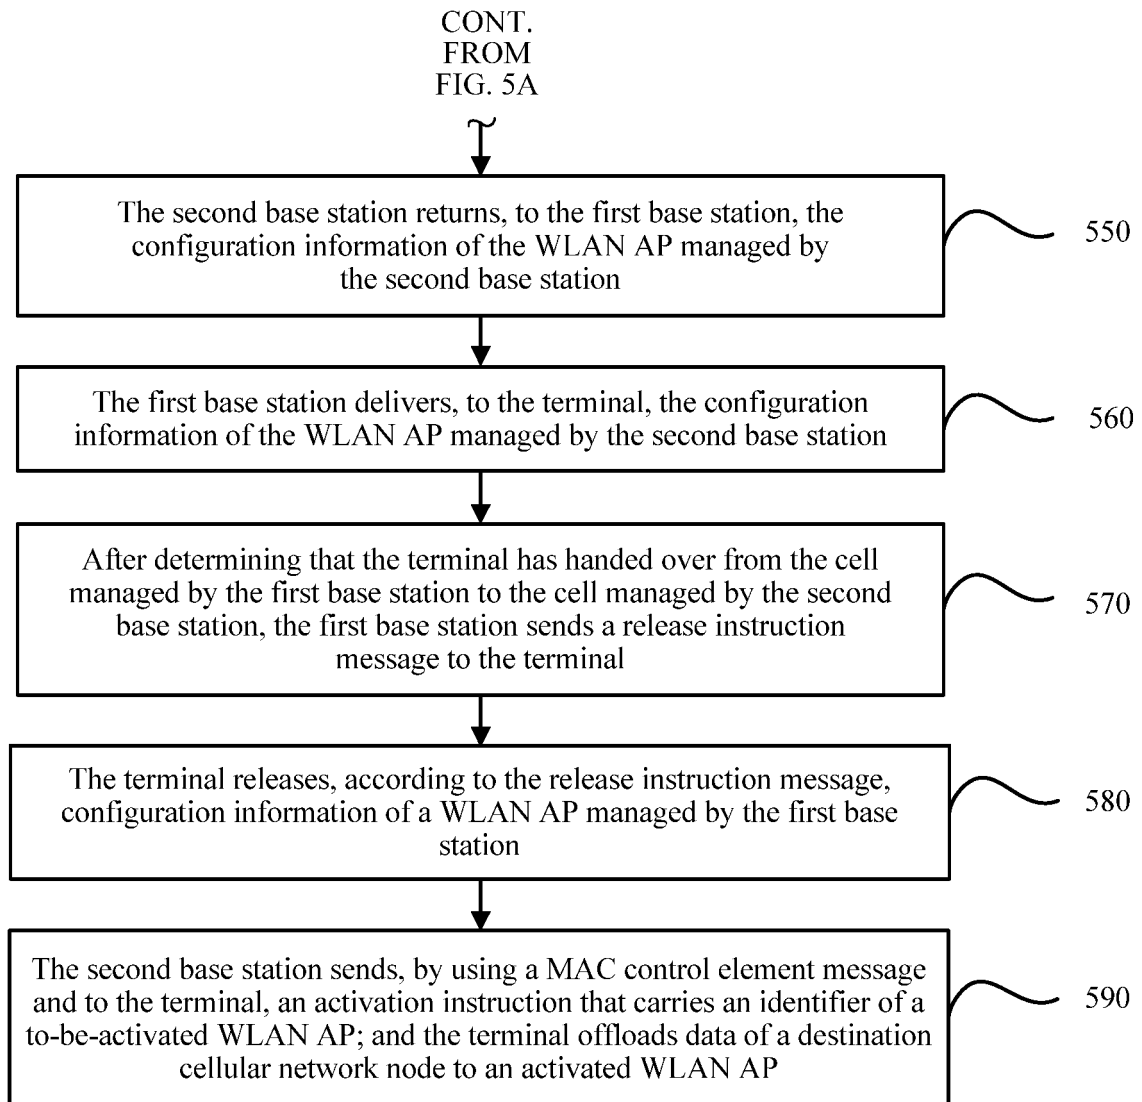 CONT.
FROM
FIG. 5A
The second base station returns, to the first base station, the
configuration information of the WLAN AP managed by
the second base station
550
The first base station delivers, to the terminal, the configuration
information of the WLAN AP managed by the second base station
560
After determining that the terminal has handed over from the cell
managed by the first base station to the cell managed by the second
base station, the first base station sends a release instruction
message to the terminal
570
The terminal releases, according to the release instruction message,
configuration information of a WLAN AP managed by the first base
station
580
The second base station sends, by using a MAC control element message
and to the terminal, an activation instruction that carries an identifier of a
to-be-activated WLAN AP; and the terminal offloads data of a destination
cellular network node to an activated WLAN AP
590